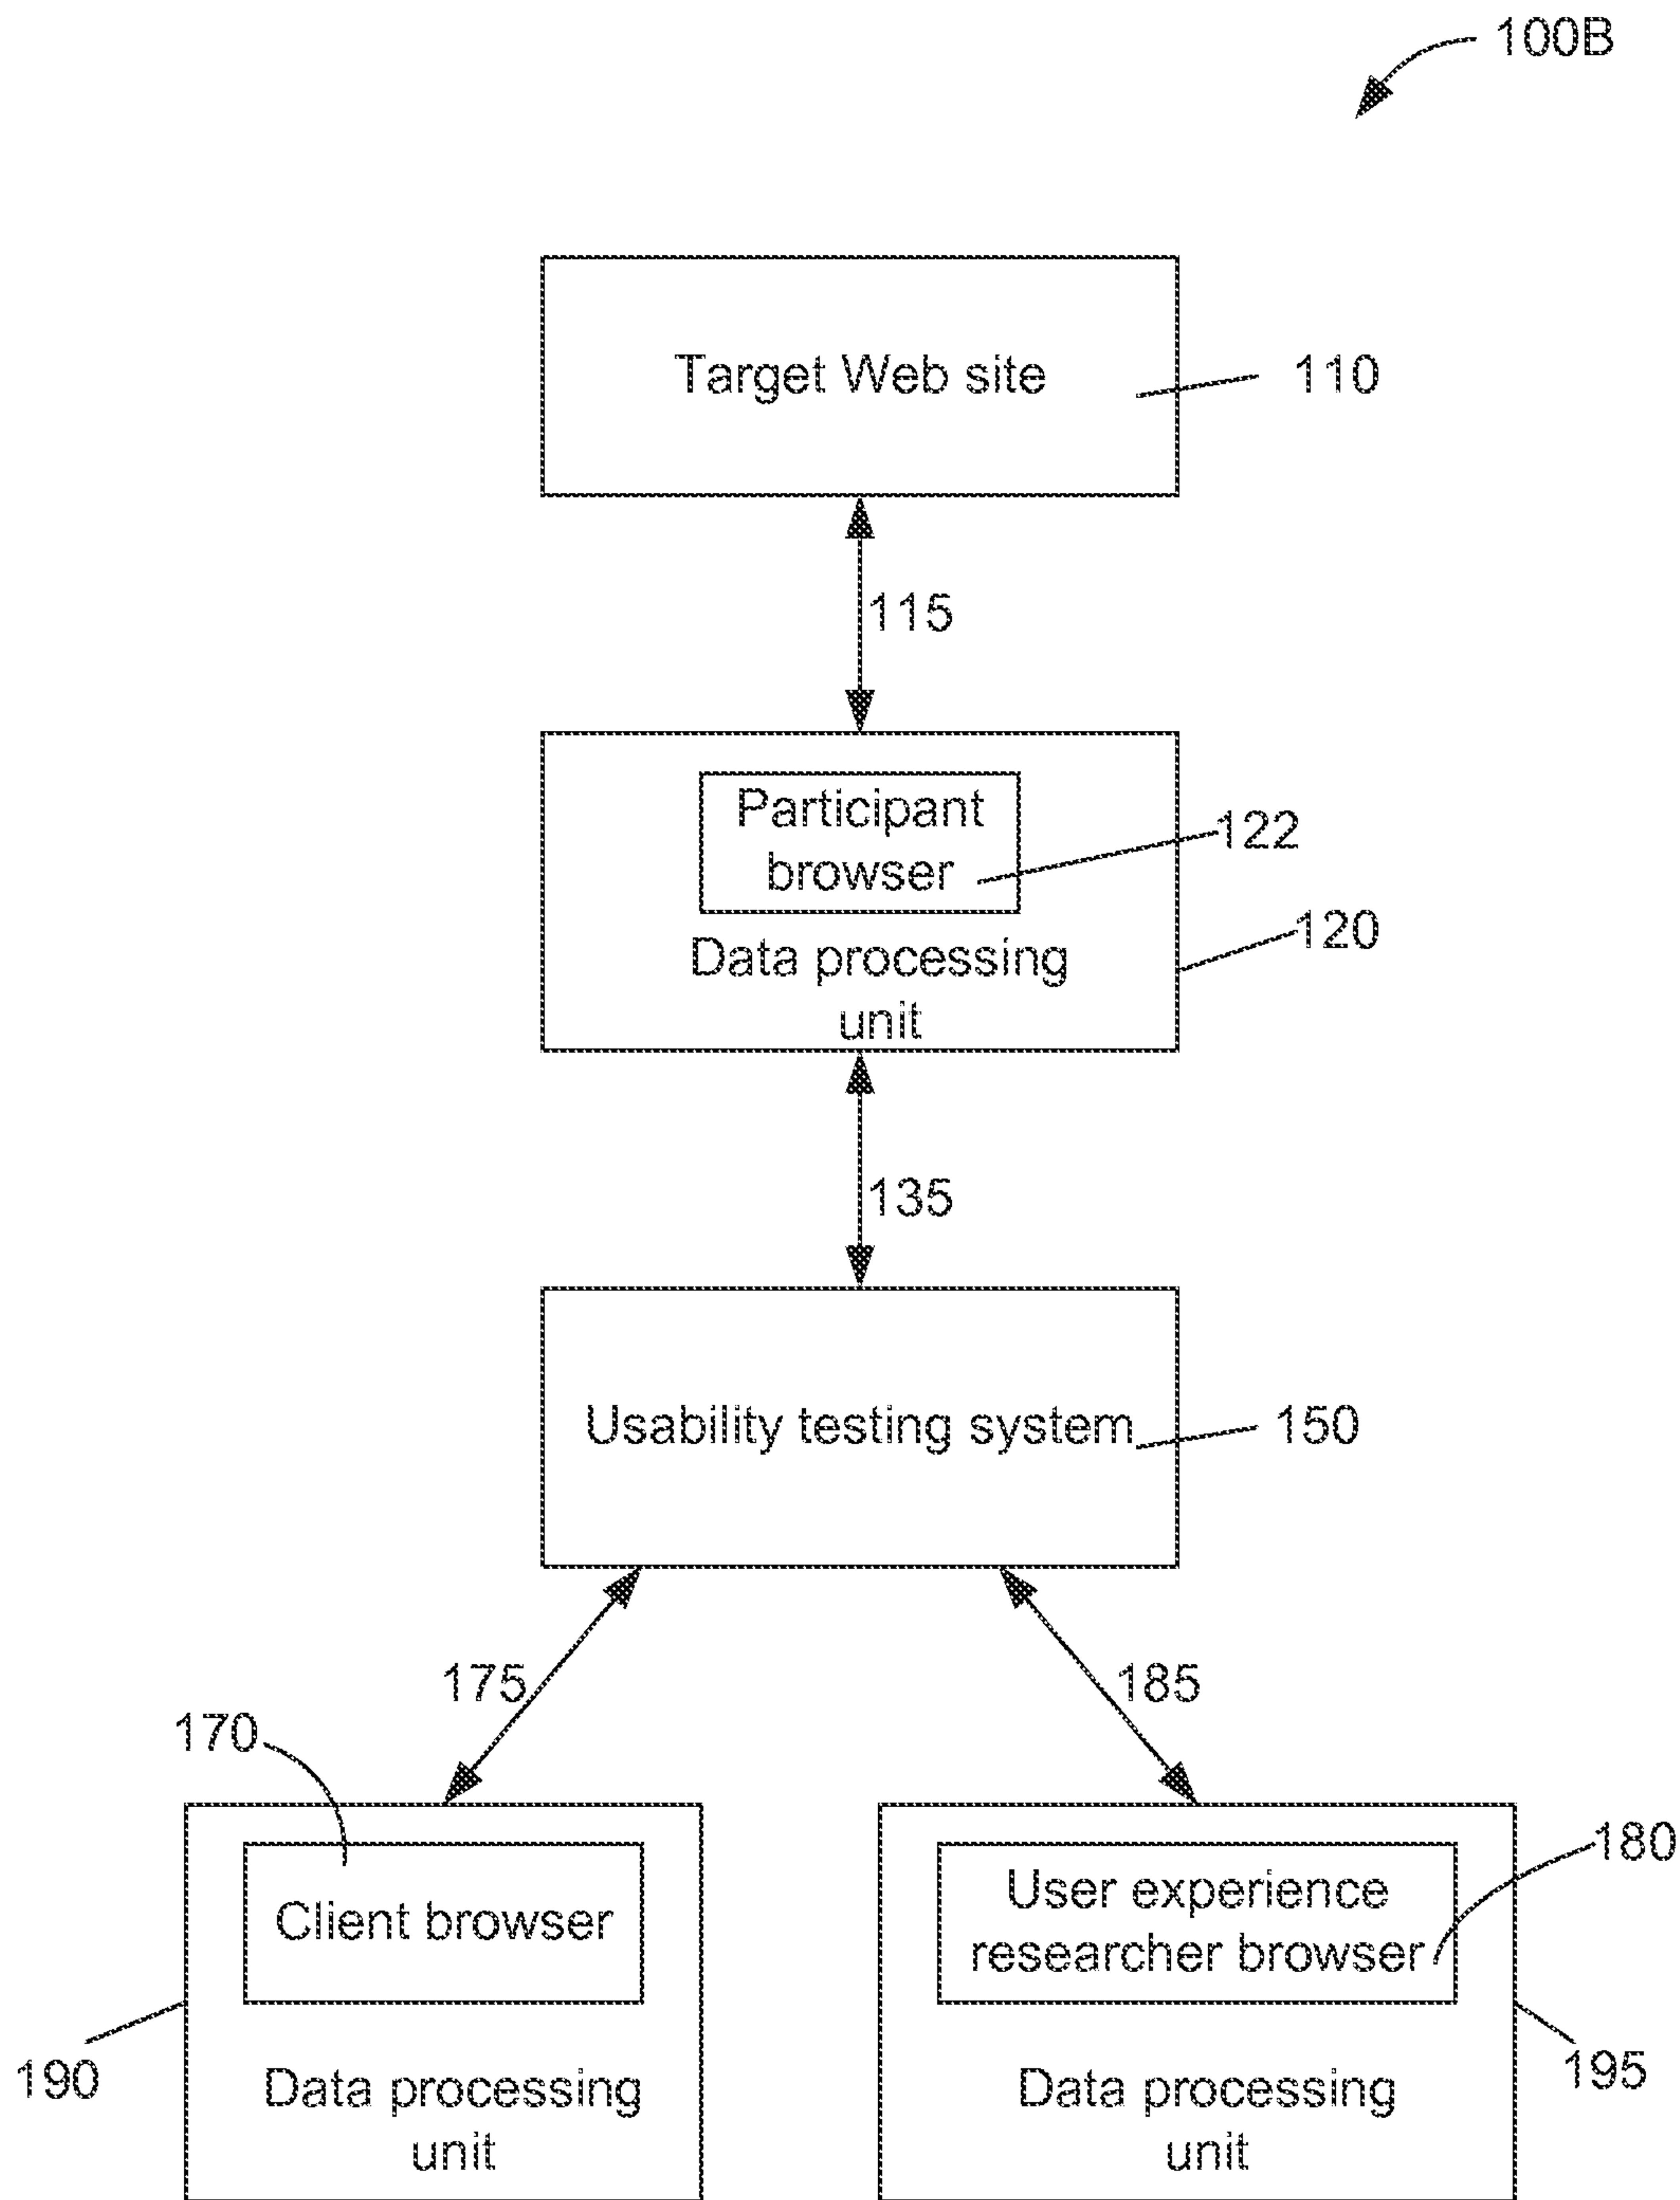 100B
Target Web site
110
115
Participant
browser
122
Data processing
unit
120
135
Usability testing system
150
175
185
170
Client browser
180
User experience
researcher browser
190
Data processing
unit
195
Data processing
unit